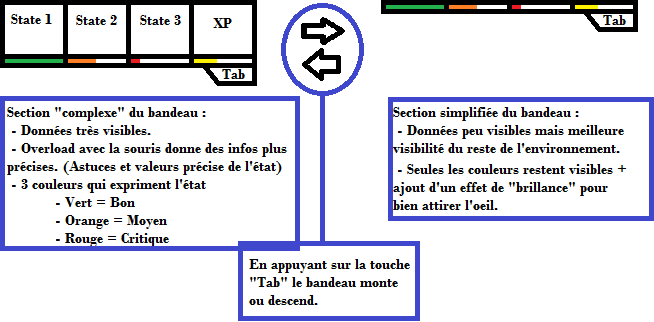 State 1 State 2 State 3 XP
Tab
Tab
Section "complexe" du bandeau :
- Données très visibles.
- Overload avec la souris donne des infos plus
précises. (Astuces et valeurs précise de l'état)
- 3 couleurs qui expriment l'état
- Vert = Bon
- Orange = Moyen
- Rouge = Critique
Section simplifiée du bandeau :
- Données peu visibles mais meilleure
visibilité du reste de l'environnement.
- Seules les couleurs restent visibles +
ajout d'un effet de "brillance" pour
bien attirer l'oeil.
En appuyant sur la touche
"Tab" le bandeau monte
ou descend.